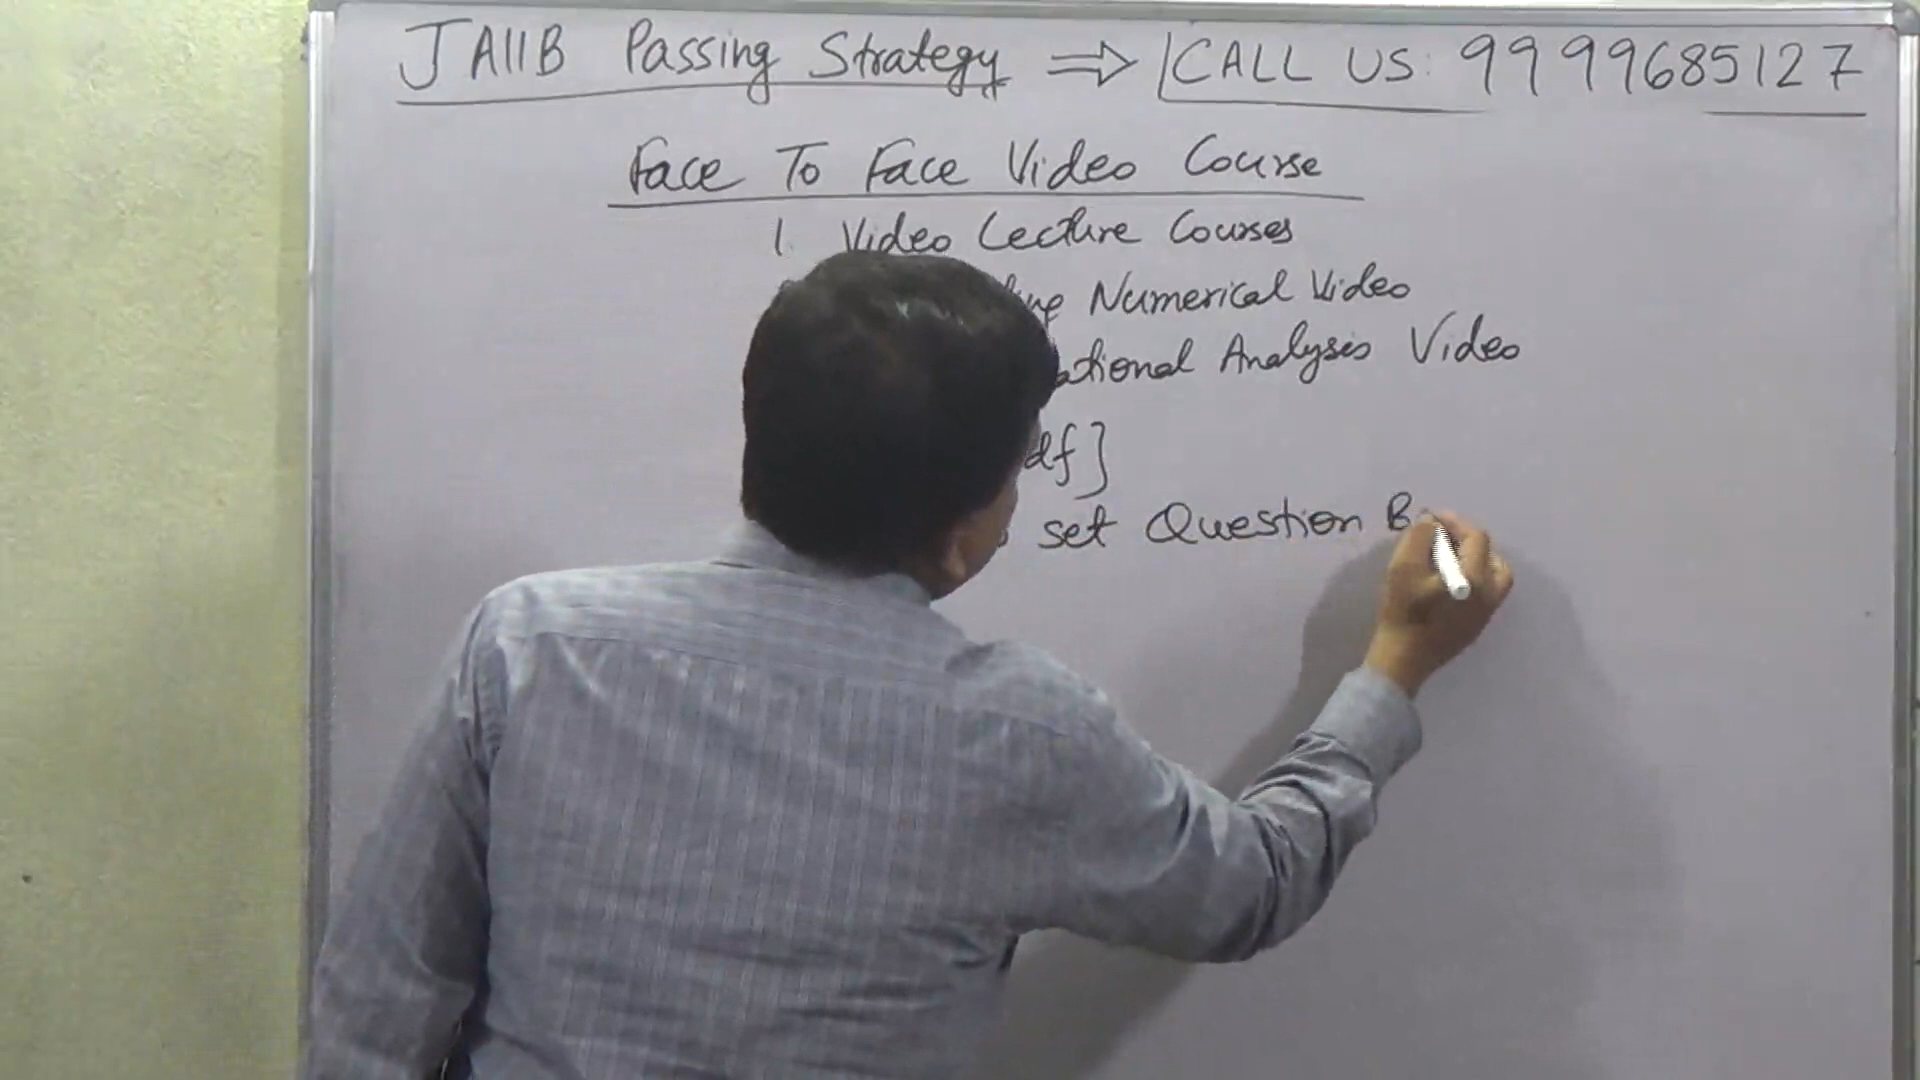 JAIIB Passing Strategy ⇒ CALL US: 9999685127
Face To Face Video Course
1. Video Lecture Courses
Numerical Video
Analysis Video
df]
set Question B